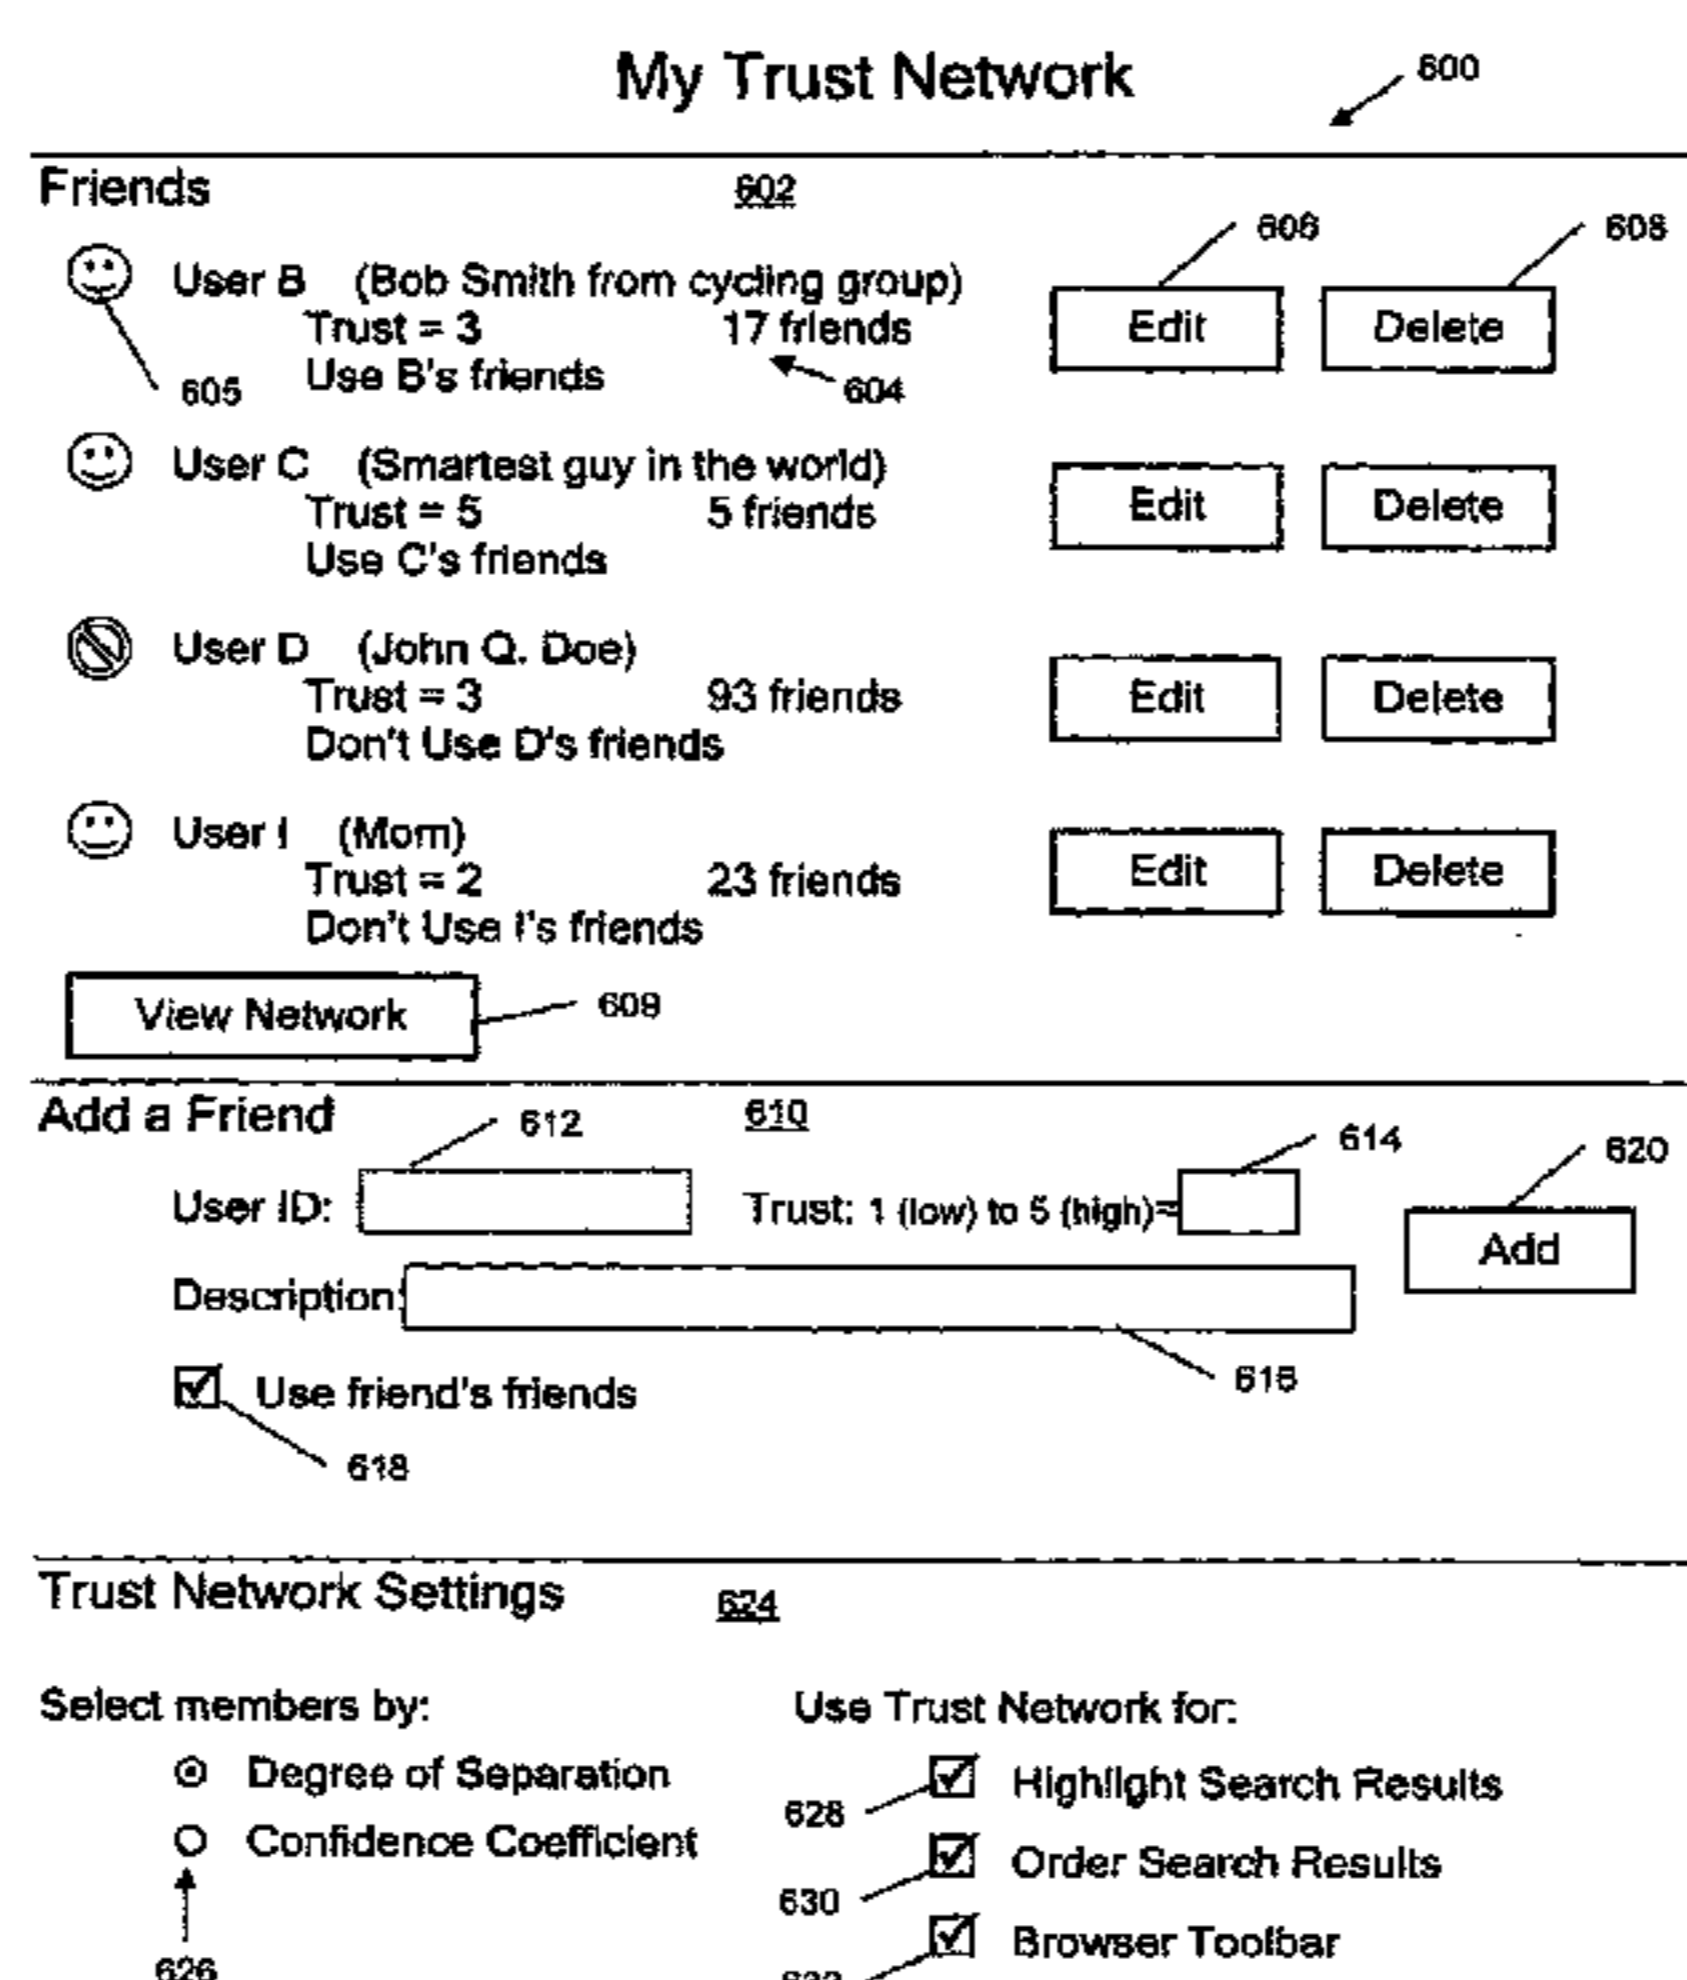 My Trust Network
600
Friends
602
606
608
User B (Bob Smith from cycling group)
Trust = 3 17 friends
Edit
Delete
Use B's friends
605
604
User C (Smartest guy in the world)
Trust = 5 5 friends
Edit
Delete
Use C's friends
User D (John Q. Doe)
Trust = 3 93 friends
Edit
Delete
Don't Use D's friends
User I (Mom)
Trust = 2 23 friends
Edit
Delete
Don't Use I's friends
View Network
609
Add a Friend
612
610
614
620
User ID:
Trust: 1 (low) to 5 (high)=
Add
Description:
616
Use friend's friends
618
Trust Network Settings
624
Select members by:
Use Trust Network for:
Degree of Separation
Highlight Search Results
628
Confidence Coefficient
Order Search Results
630
Browser Toolbar
626